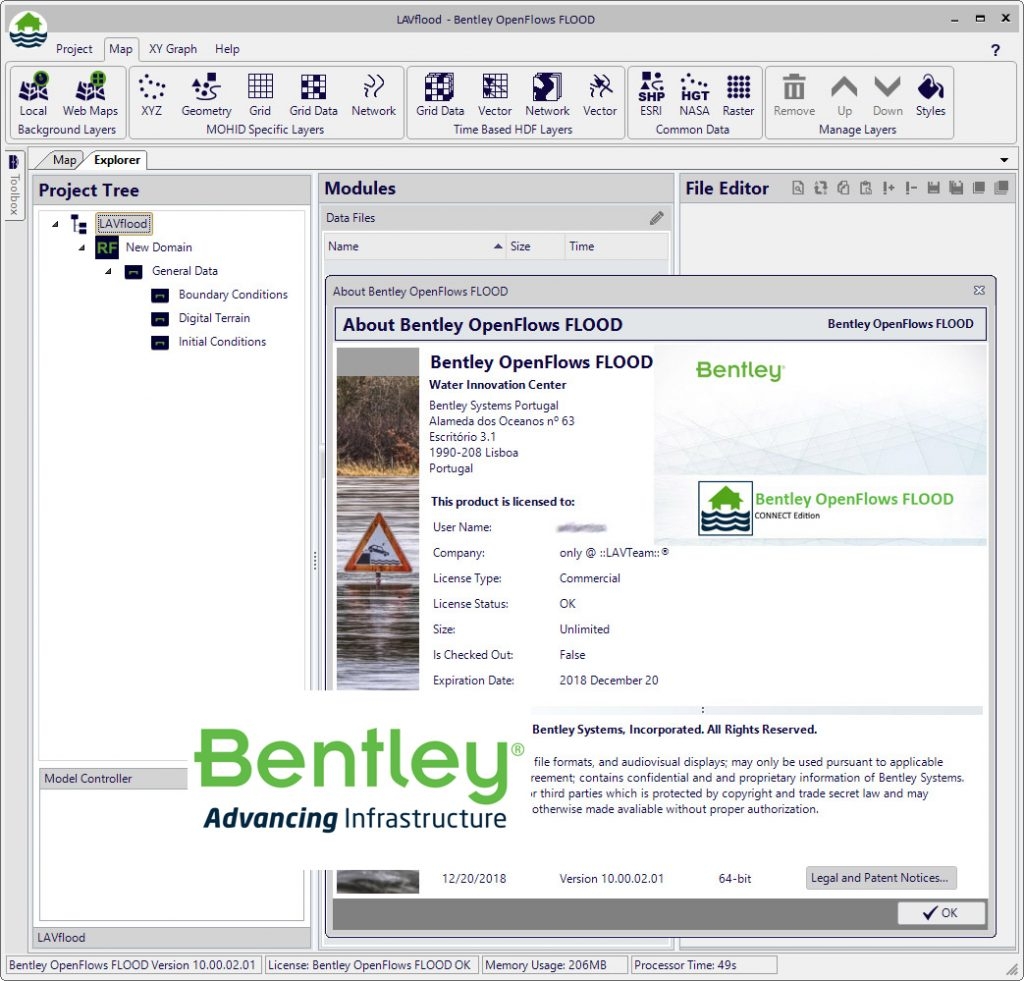 LAVflood - Bentley OpenFlows FLOOD
Project Map XY Graph Help ?
Local Web Maps XYZ Geometry Grid Grid Data Network Grid Data Vector Network Vector SHP ESRI HGT NASA Raster Remove Up Down Styles
Background Layers MOHID Specific Layers Time Based HDF Layers Common Data Manage Layers
Toolbox
Map Explorer
Project Tree Modules File Editor
LAVflood
Data Files
RF New Domain
Name Size Time
General Data
Boundary Conditions
Digital Terrain
Initial Conditions
About Bentley OpenFlows FLOOD
About Bentley OpenFlows FLOOD Bentley OpenFlows FLOOD
Bentley OpenFlows FLOOD
Water Innovation Center
Bentley Systems Portugal
Alameda dos Oceanos nº 63
Escritório 3.1
1990-208 Lisboa
Portugal
Bentley®
Bentley OpenFlows FLOOD
CONNECT Edition
This product is licensed to:
User Name:
Company: only @ ::LAVTeam::®
License Type: Commercial
License Status: OK
Size: Unlimited
Is Checked Out: False
Expiration Date: 2018 December 20
Bentley Systems, Incorporated. All Rights Reserved.
file formats, and audiovisual displays; may only be used pursuant to applicable
reement; contains confidential and and proprietary information of Bentley Systems.
r third parties which is protected by copyright and trade secret law and may
otherwise made avaliable without proper authorization.
Model Controller
Bentley®
Advancing Infrastructure
12/20/2018 Version 10.00.02.01 64-bit Legal and Patent Notices...
OK
LAVflood
Bentley OpenFlows FLOOD Version 10.00.02.01 License: Bentley OpenFlows FLOOD OK Memory Usage: 206MB Processor Time: 49s